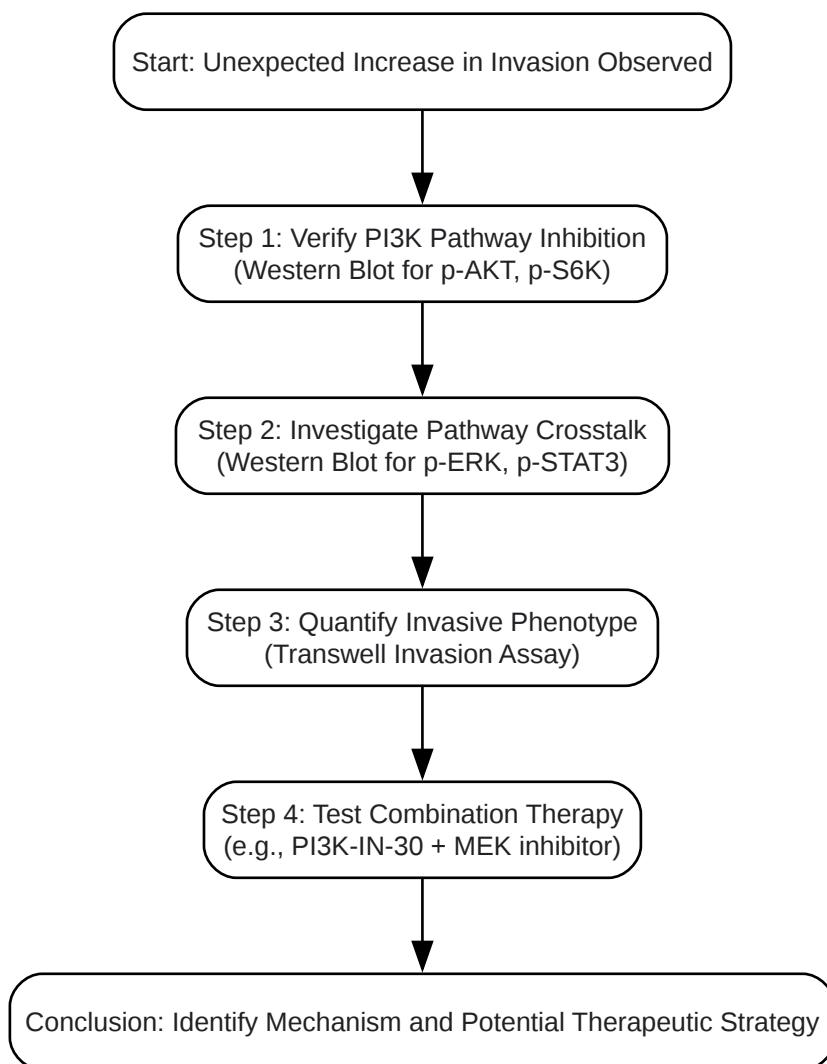 Start: Unexpected Increase in Invasion Observed
Step 1: Verify PI3K Pathway Inhibition
(Western Blot for p-AKT, p-S6K)
Step 2: Investigate Pathway Crosstalk
(Western Blot for p-ERK, p-STAT3)
Step 3: Quantify Invasive Phenotype
(Transwell Invasion Assay)
Step 4: Test Combination Therapy
(e.g., PI3K-IN-30 + MEK inhibitor)
Conclusion: Identify Mechanism and Potential Therapeutic Strategy